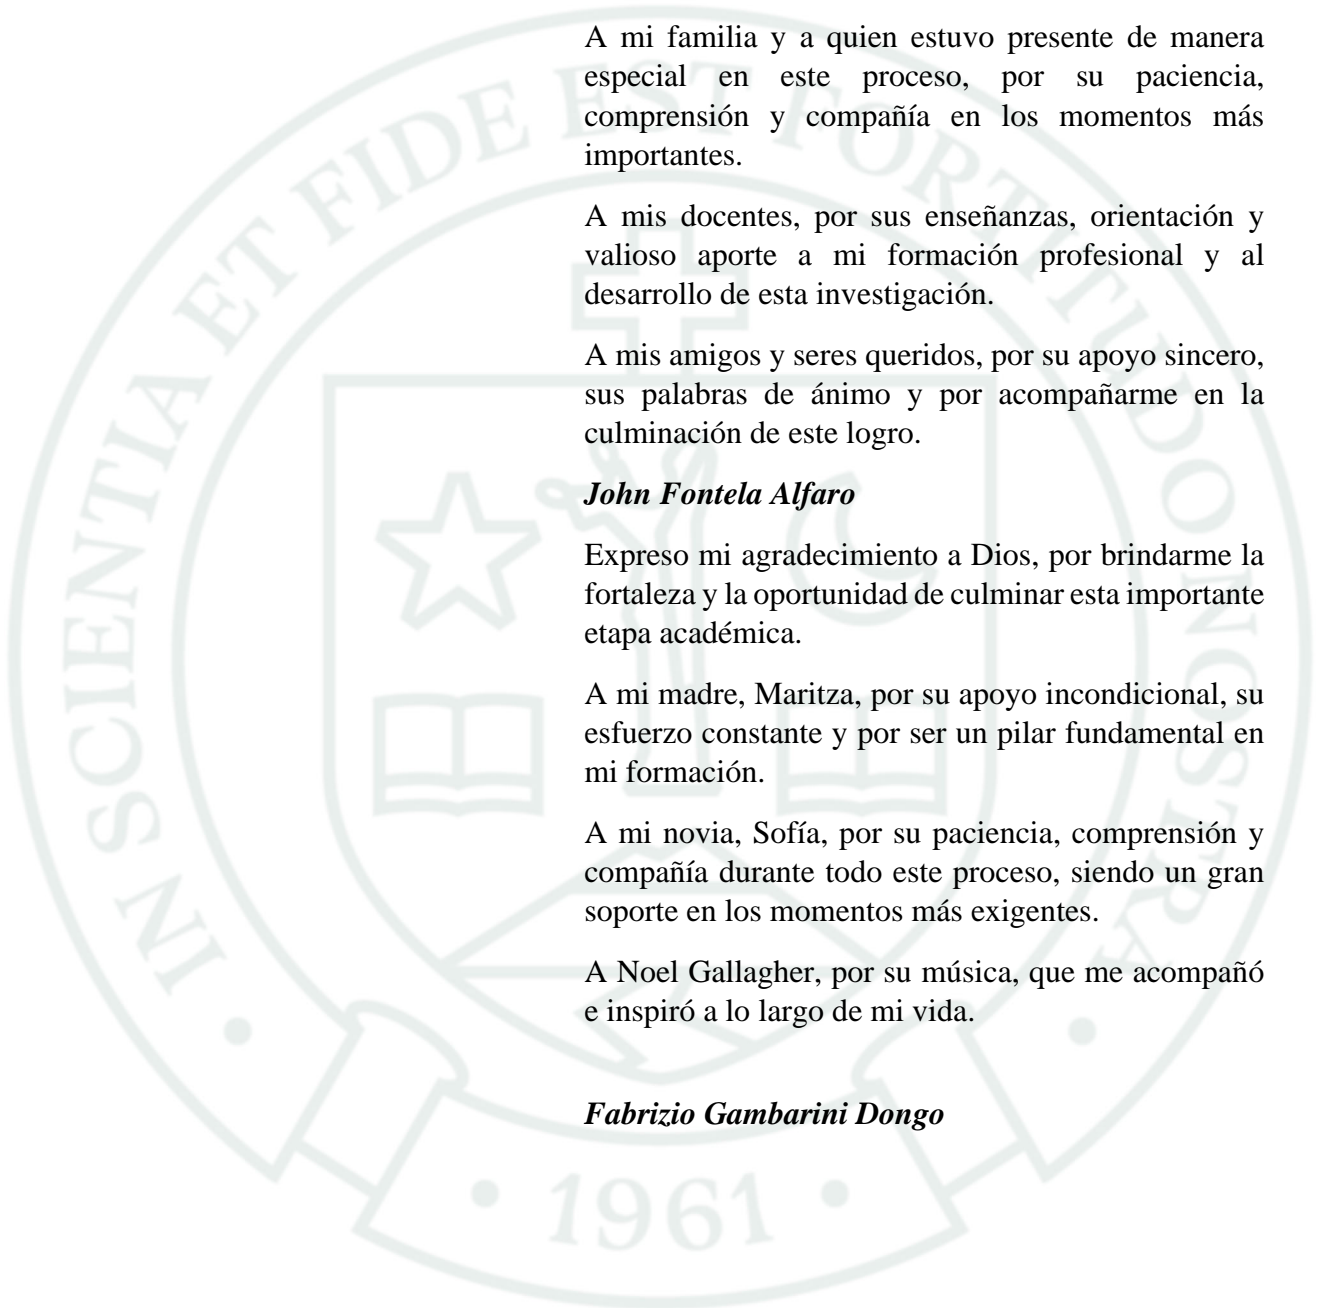 A mi familia y a quien estuvo presente de manera
especial en este proceso, por su paciencia,
comprensión y compañía en los momentos más
importantes.
A mis docentes, por sus enseñanzas, orientación y
valioso aporte a mi formación profesional y al
desarrollo de esta investigación.
A mis amigos y seres queridos, por su apoyo sincero,
sus palabras de ánimo y por acompañarme en la
culminación de este logro.
John Fontela Alfaro
Expreso mi agradecimiento a Dios, por brindarme la
fortaleza y la oportunidad de culminar esta importante
etapa académica.
A mi madre, Maritza, por su apoyo incondicional, su
esfuerzo constante y por ser un pilar fundamental en
mi formación.
A mi novia, Sofía, por su paciencia, comprensión y
compañía durante todo este proceso, siendo un gran
soporte en los momentos más exigentes.
A Noel Gallagher, por su música, que me acompañó
e inspiró a lo largo de mi vida.
Fabrizio Gambarini Dongo
IN SCIENTIA ET FIDE EST FORTITUDO NOSTRA
• 1961 •